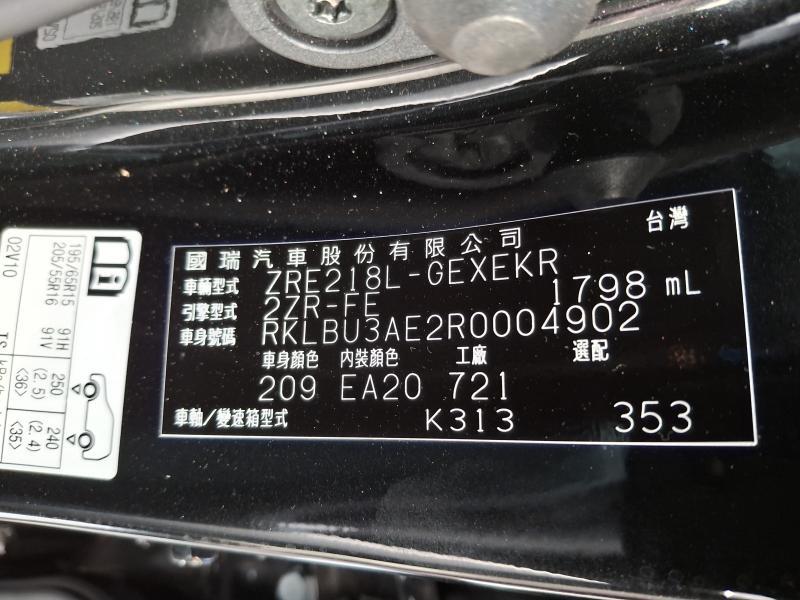 台灣
國瑞汽車股份有限公司
車輛型式 ZRE218L-GEXEKR
引擎型式 2ZR-FE 1798 mL
車身號碼 RKLBU3AE2R0004902
車身顏色 內裝顏色 工廠 選配
209 EA20 721
車軸/變速箱型式 K313 353
195/65R15 91H 250 (2.5) <36> 240 (2.4) <35>
205/55R16 91V
02V10